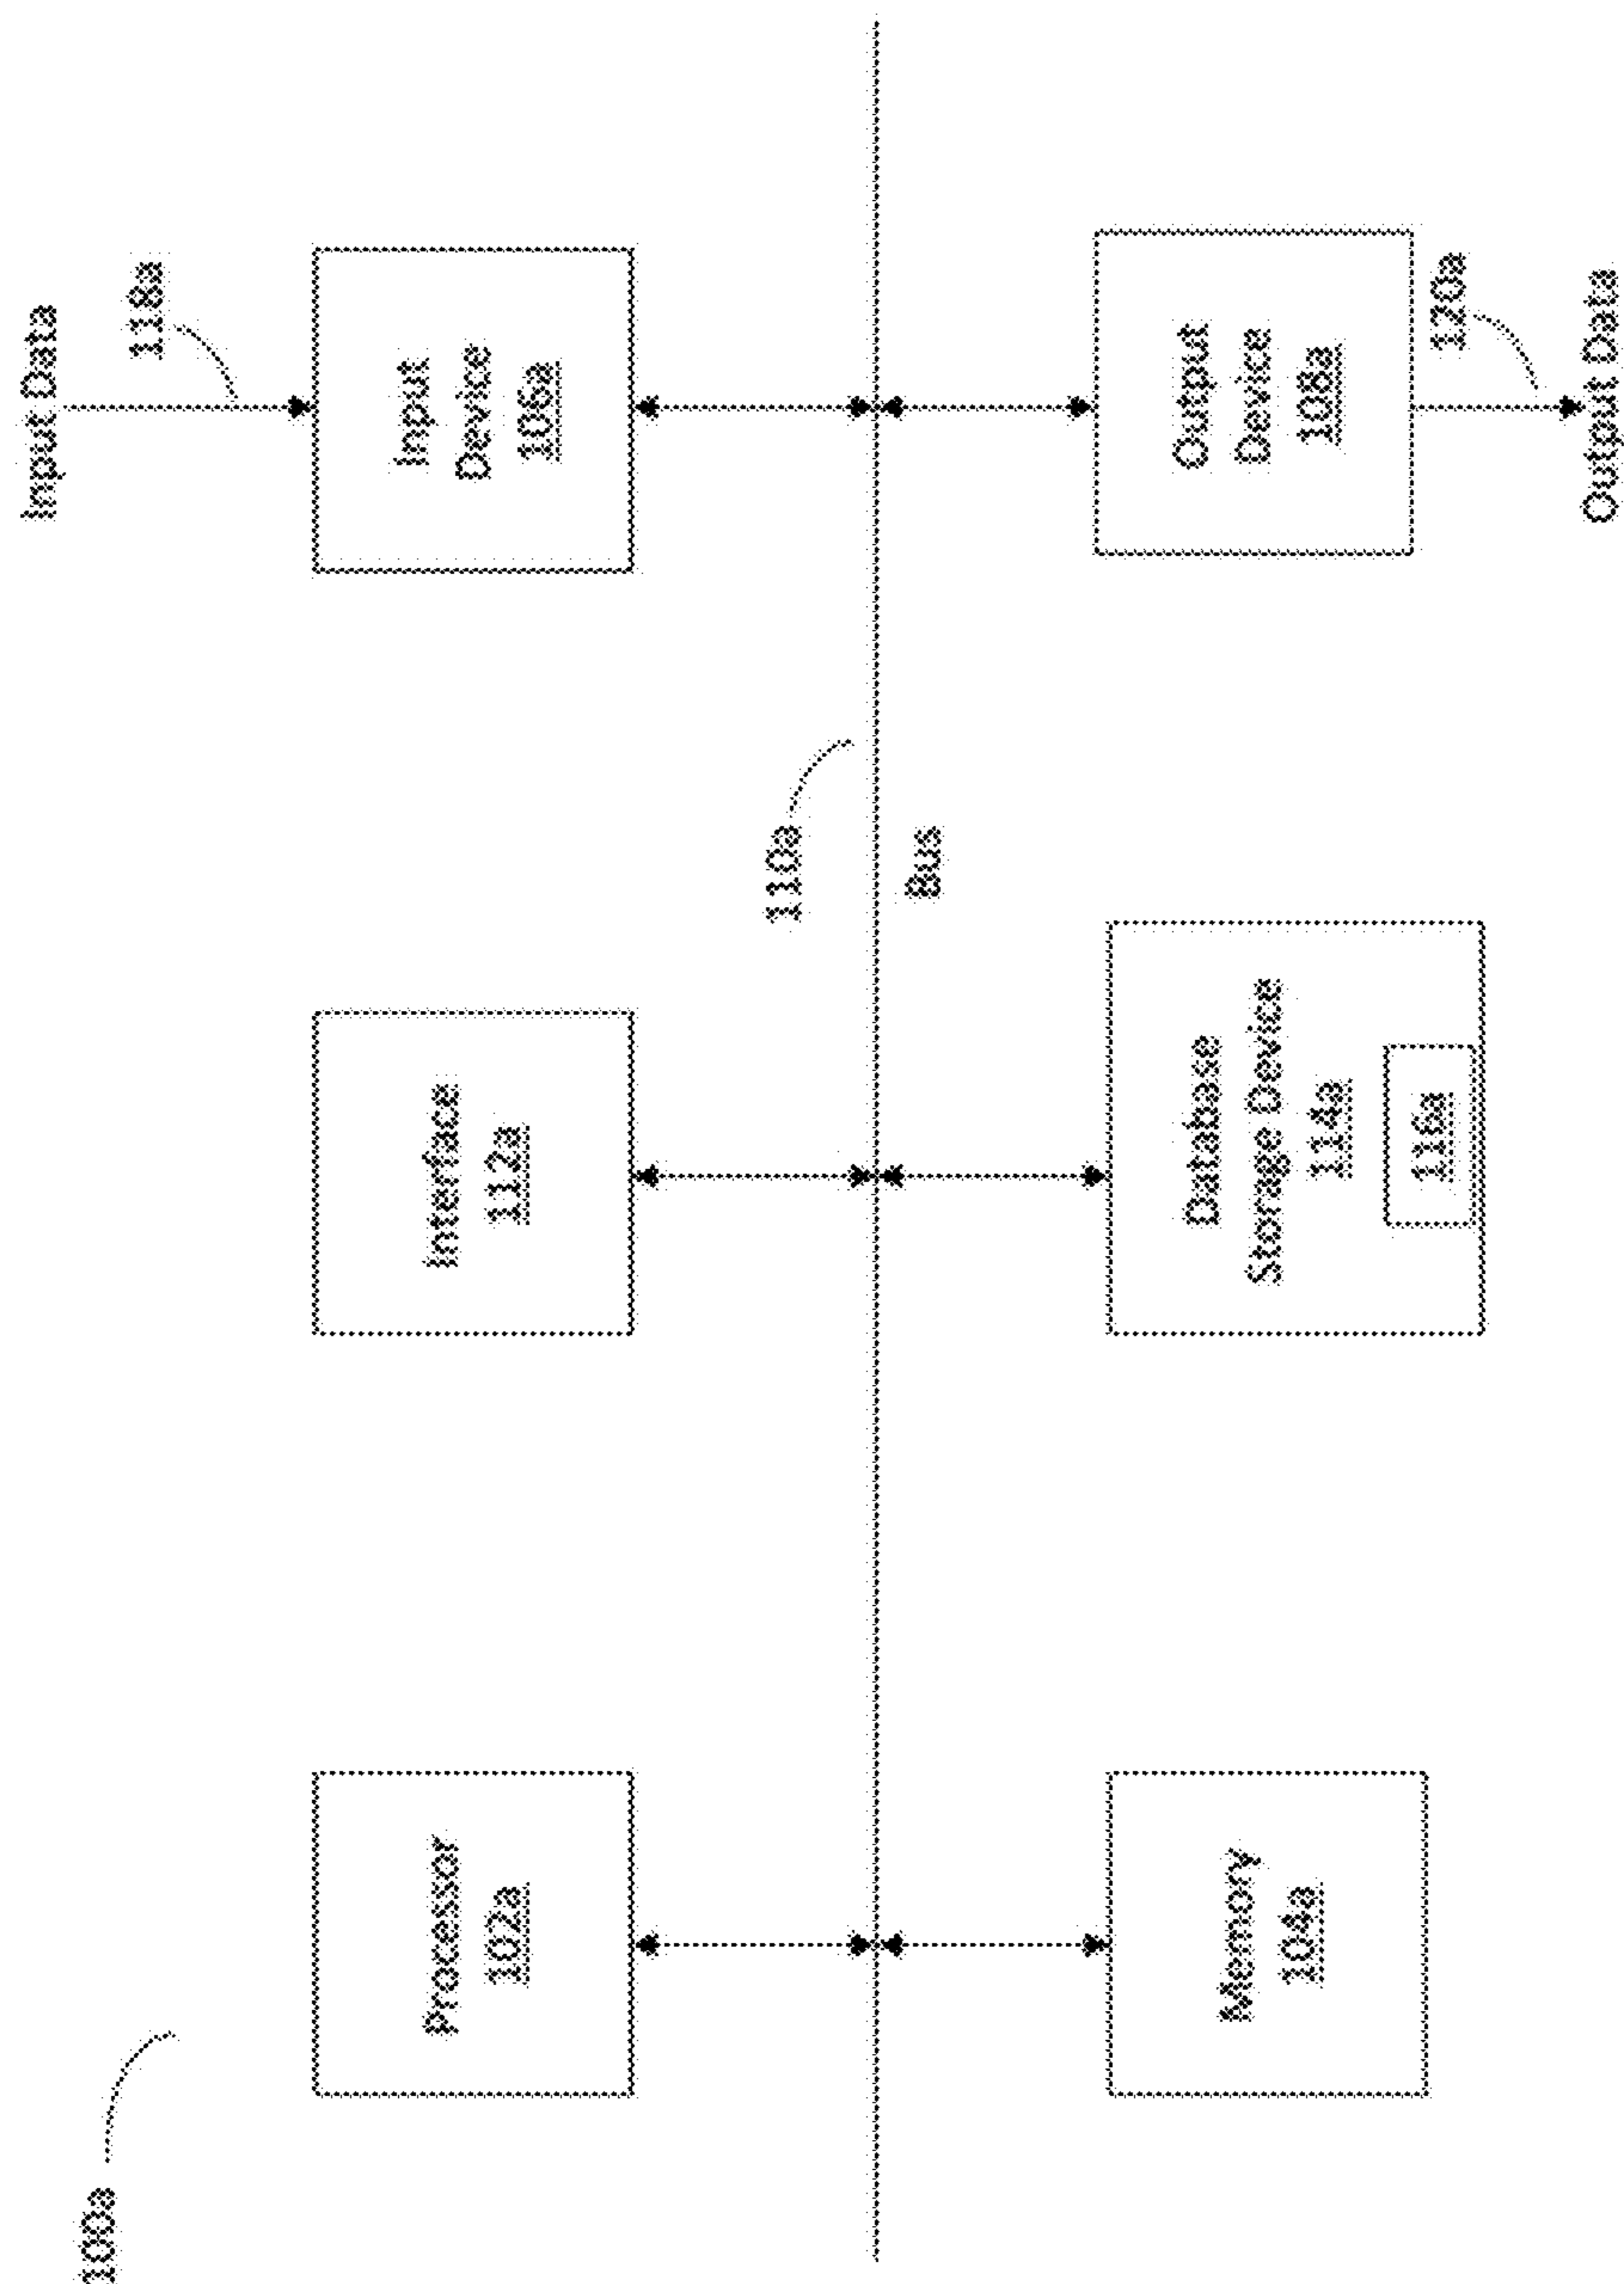 100a
Processor
102a
Interface
112a
Input Data
118a
Input
Device
106a
110a
Bus
Memory
104a
Database
Storage Device
114a
116a
Output
Device
108a
120a
Output Data